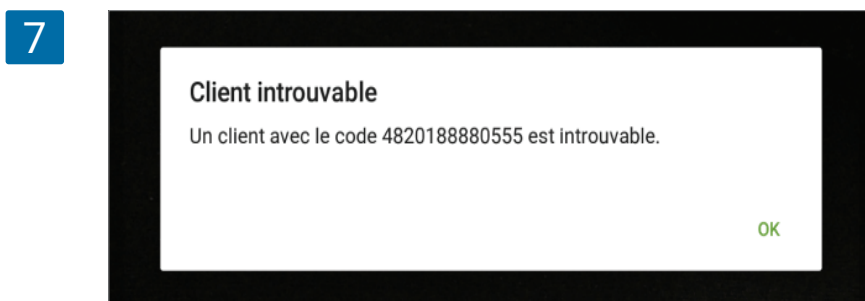 7
Client introuvable
Un client avec le code 4820188880555 est introuvable.
OK